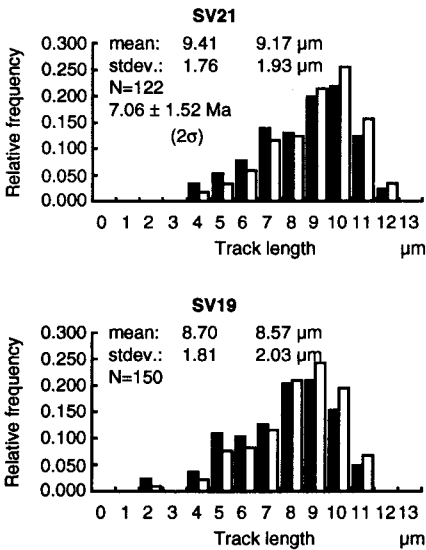 SV21
0.300 mean: 9.41 9.17 µm
0.250 stdev.: 1.76 1.93 µm
N=122
0.200 7.06 ± 1.52 Ma
0.150 (2σ)
0.100
0.050
0.000
Relative frequency
0 1 2 3 4 5 6 7 8 9 10 11 12 13
Track length µm
SV19
0.300 mean: 8.70 8.57 µm
0.250 stdev.: 1.81 2.03 µm
N=150
0.200
0.150
0.100
0.050
0.000
Relative frequency
0 1 2 3 4 5 6 7 8 9 10 11 12 13
Track length µm